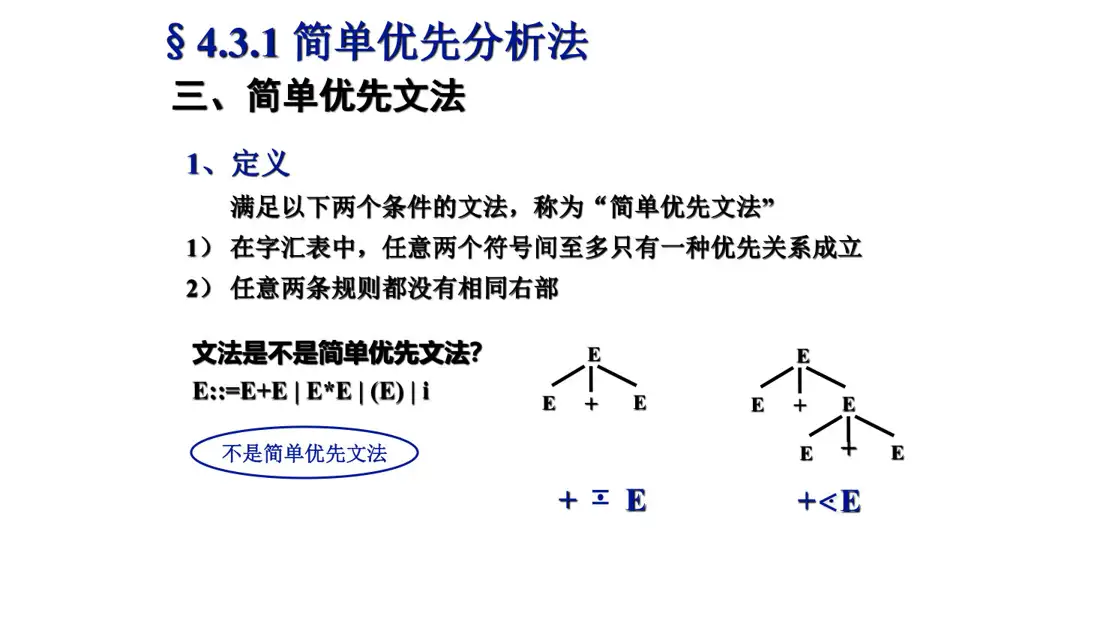 §4.3.1 简单优先分析法
三、简单优先文法
1、定义
满足以下两个条件的文法，称为“简单优先文法”
1） 在字汇表中，任意两个符号间至多只有一种优先关系成立
2） 任意两条规则都没有相同右部
文法是不是简单优先文法？
E::=E+E | E*E | (E) | i
不是简单优先文法
E
E + E
+ ≖ E
E
E + E
E + E
+⋖E